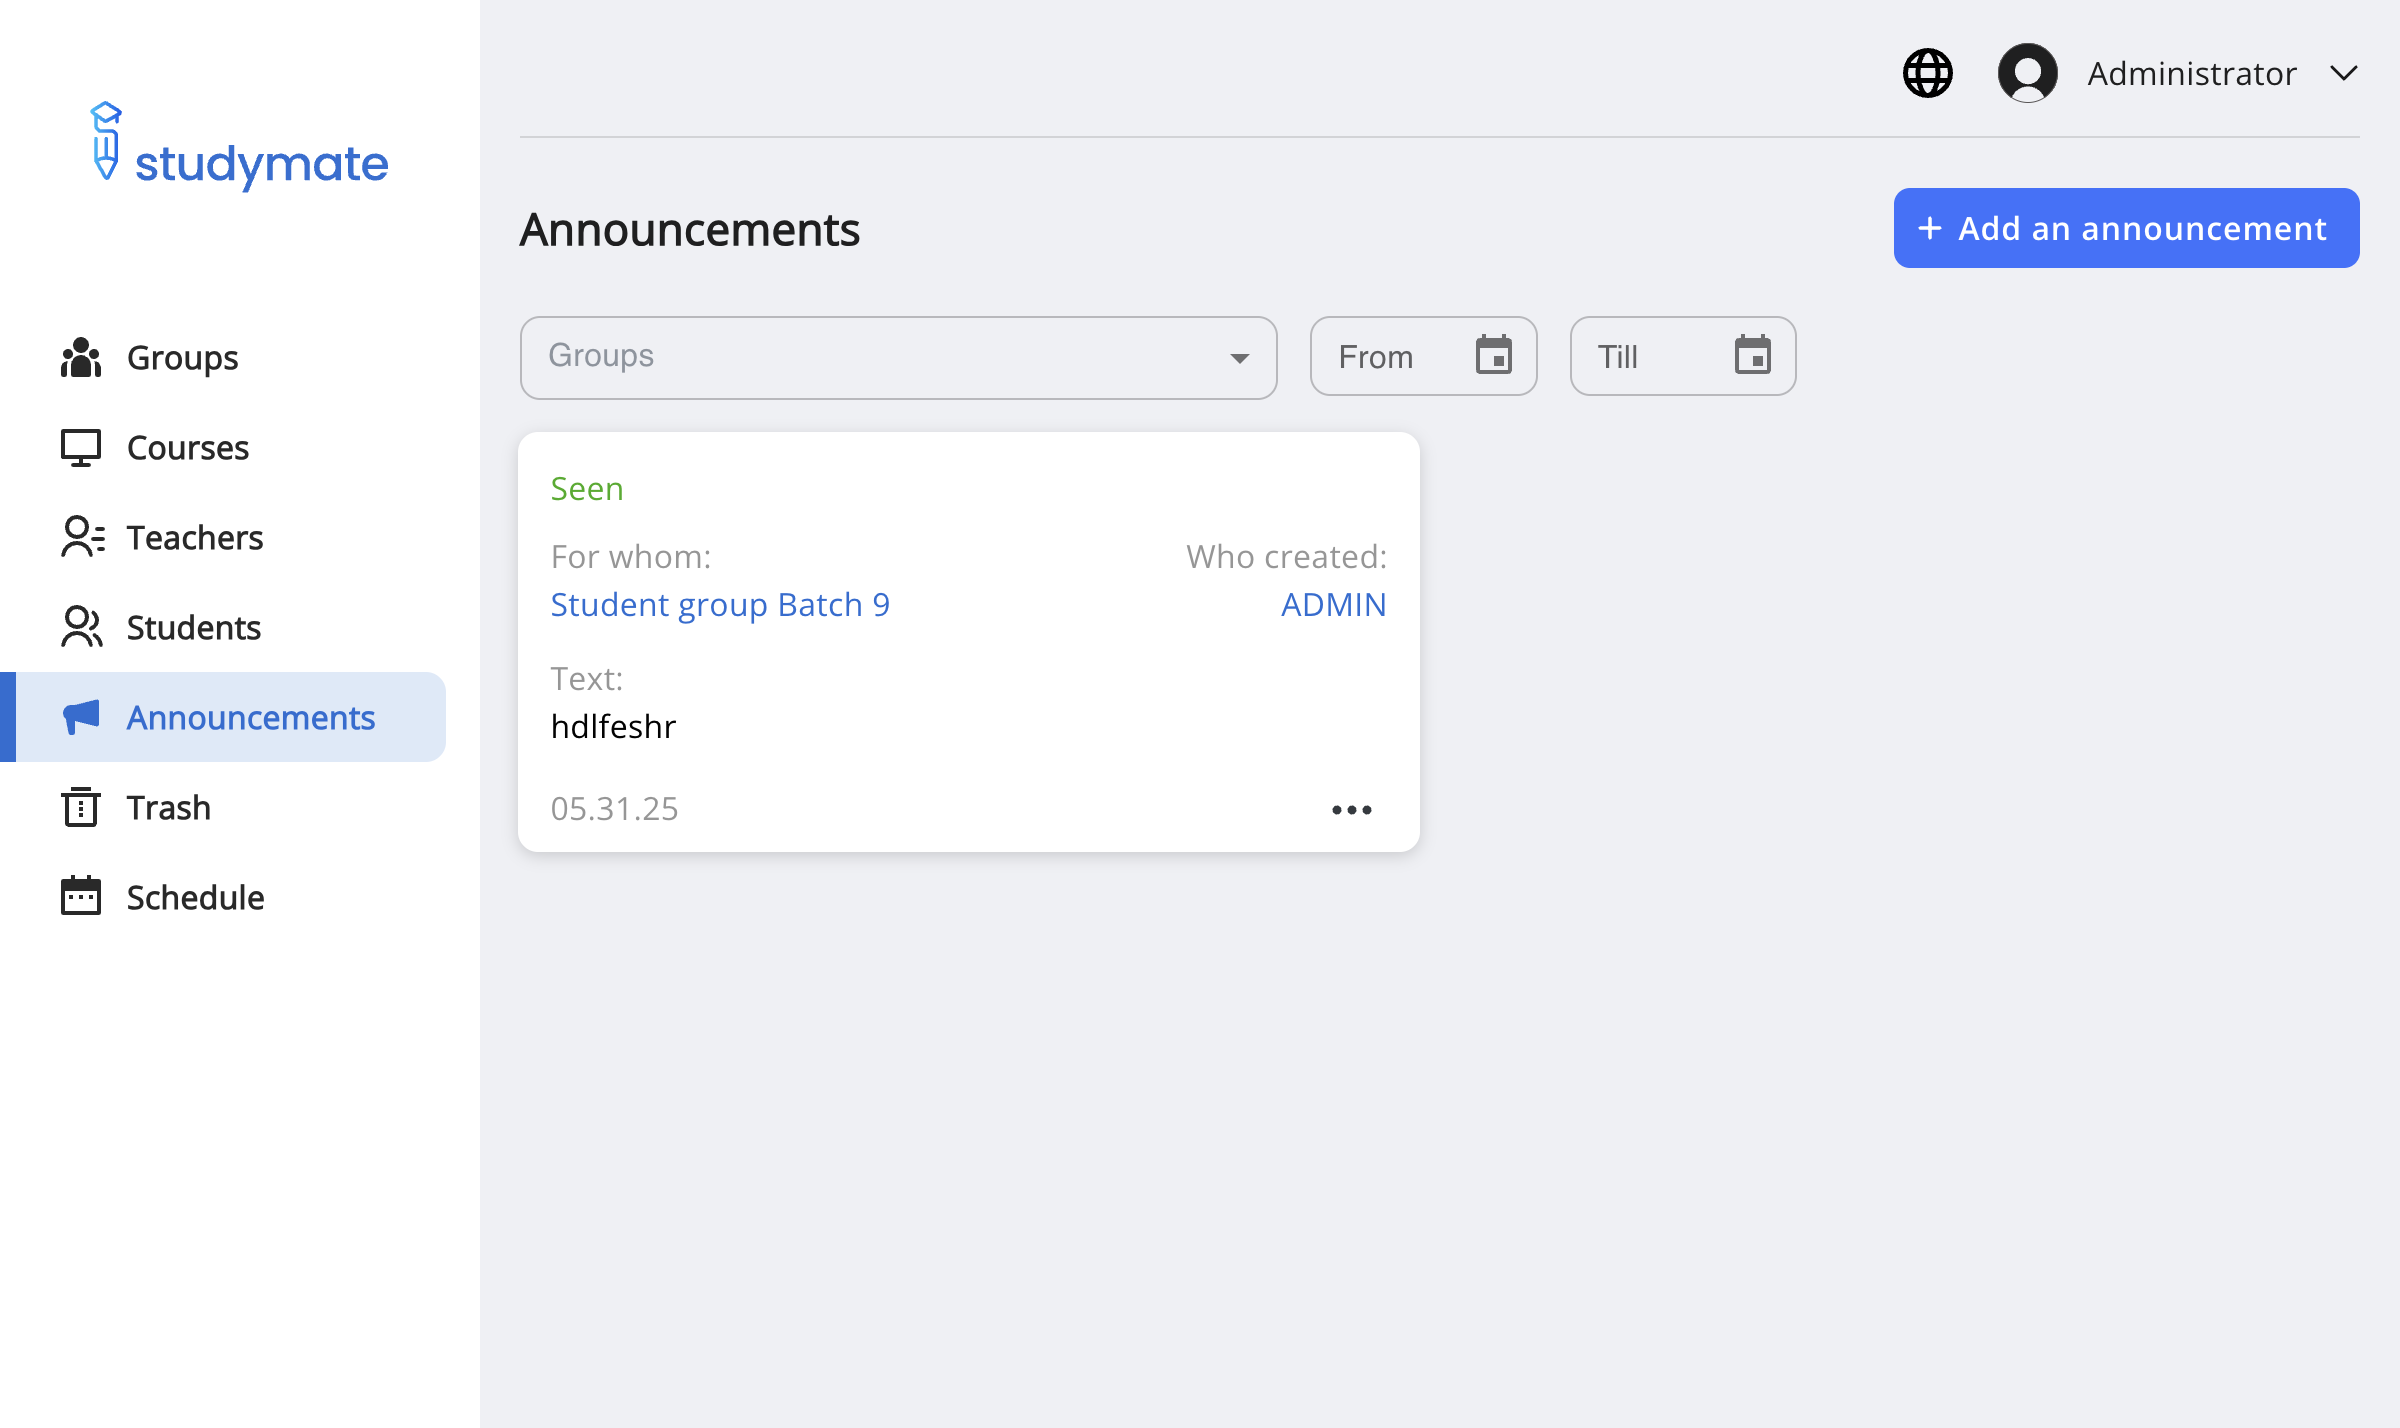 studymate
Groups
Courses
Teachers
Students
Announcements
Trash
Schedule
Administrator
Announcements
+ Add an announcement
Groups
From
Till
Seen
For whom:
Who created:
Student group Batch 9
ADMIN
Text:
hdlfeshr
05.31.25